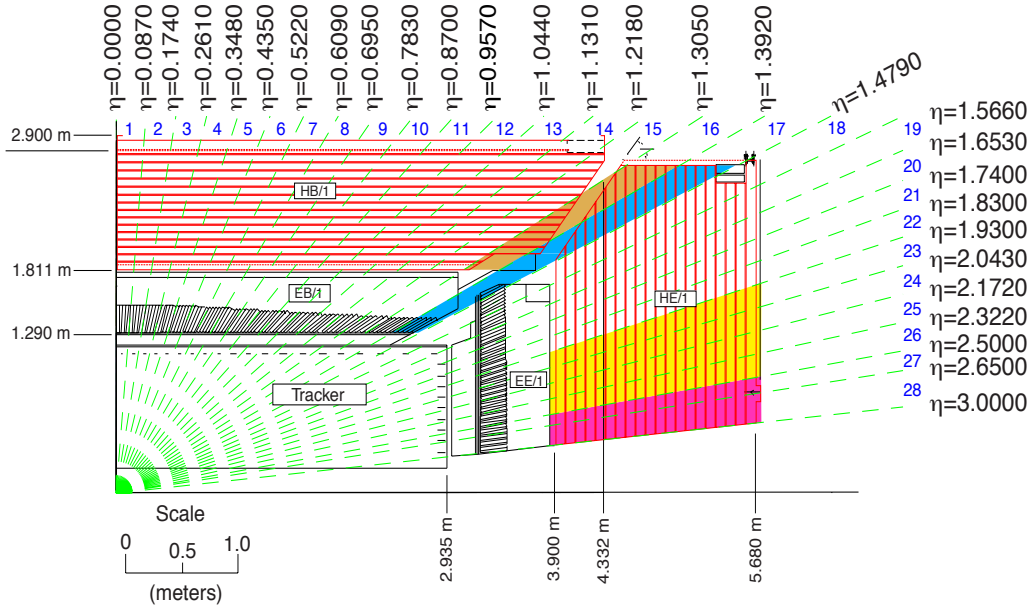 η=0.0000
η=0.0870
η=0.1740
η=0.2610
η=0.3480
η=0.4350
η=0.5220
η=0.6090
η=0.6950
η=0.7830
η=0.8700
η=0.9570
η=1.0440
η=1.1310
η=1.2180
η=1.3050
η=1.3920
η=1.4790
η=1.5660
η=1.6530
η=1.7400
η=1.8300
η=1.9300
η=2.0430
η=2.1720
η=2.3220
η=2.5000
η=2.6500
η=3.0000
1 2 3 4 5 6 7 8 9 10 11 12 13 14 15 16 17 18 19
20
21
22
23
24
25
26
27
28
2.900 m
1.811 m
1.290 m
HB/1
EB/1
HE/1
EE/1
Tracker
2.935 m
3.900 m
4.332 m
5.680 m
Scale
0 0.5 1.0
(meters)